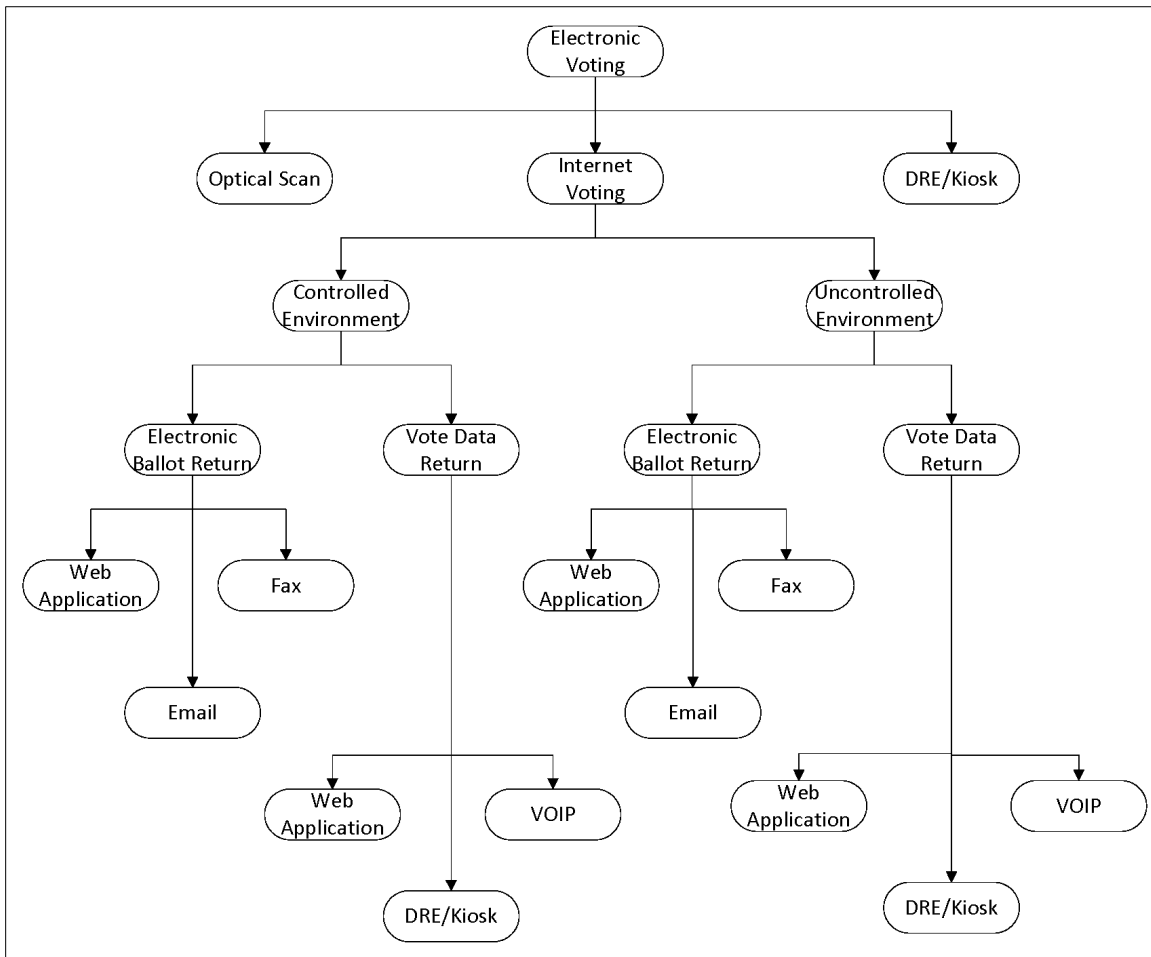 Electronic
Voting
Optical Scan
Internet
Voting
DRE/Kiosk
Controlled
Environment
Uncontrolled
Environment
Electronic
Ballot Return
Vote Data
Return
Electronic
Ballot Return
Vote Data
Return
Web
Application
Fax
Web
Application
Fax
Email
Email
Web
Application
VOIP
Web
Application
VOIP
DRE/Kiosk
DRE/Kiosk